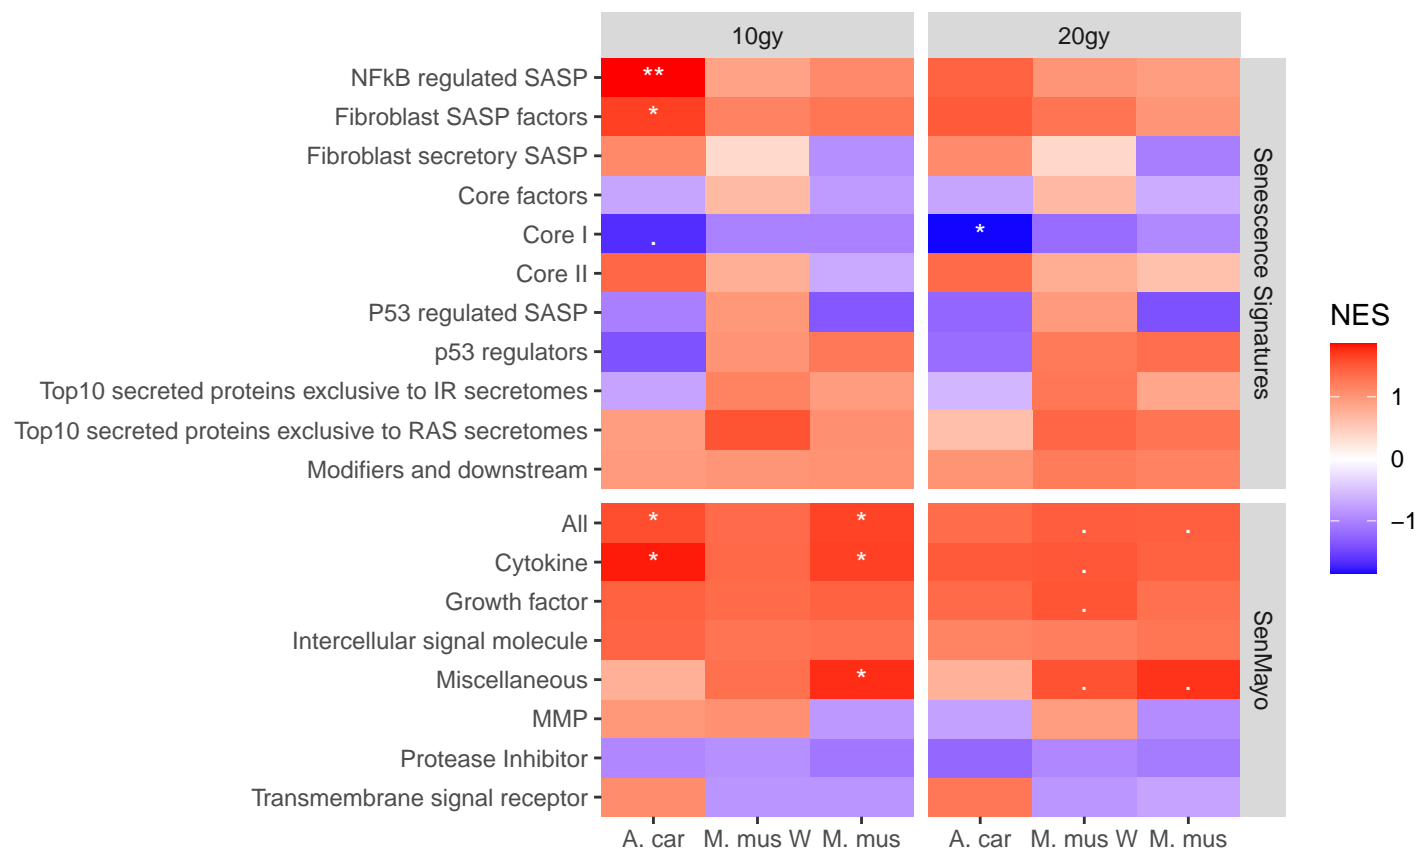 10gy
20gy
NFkB regulated SASP
**
Fibroblast SASP factors
*
Fibroblast secretory SASP
Core factors
Core I
.
*
Core II
P53 regulated SASP
p53 regulators
Top10 secreted proteins exclusive to IR secretomes
Top10 secreted proteins exclusive to RAS secretomes
Modifiers and downstream
Senescence Signatures
All
*
*
.
.
Cytokine
*
*
.
Growth factor
.
Intercellular signal molecule
Miscellaneous
*
.
.
MMP
Protease Inhibitor
Transmembrane signal receptor
SenMayo
A. car
M. mus W
M. mus
A. car
M. mus W
M. mus
NES
1
0
−1